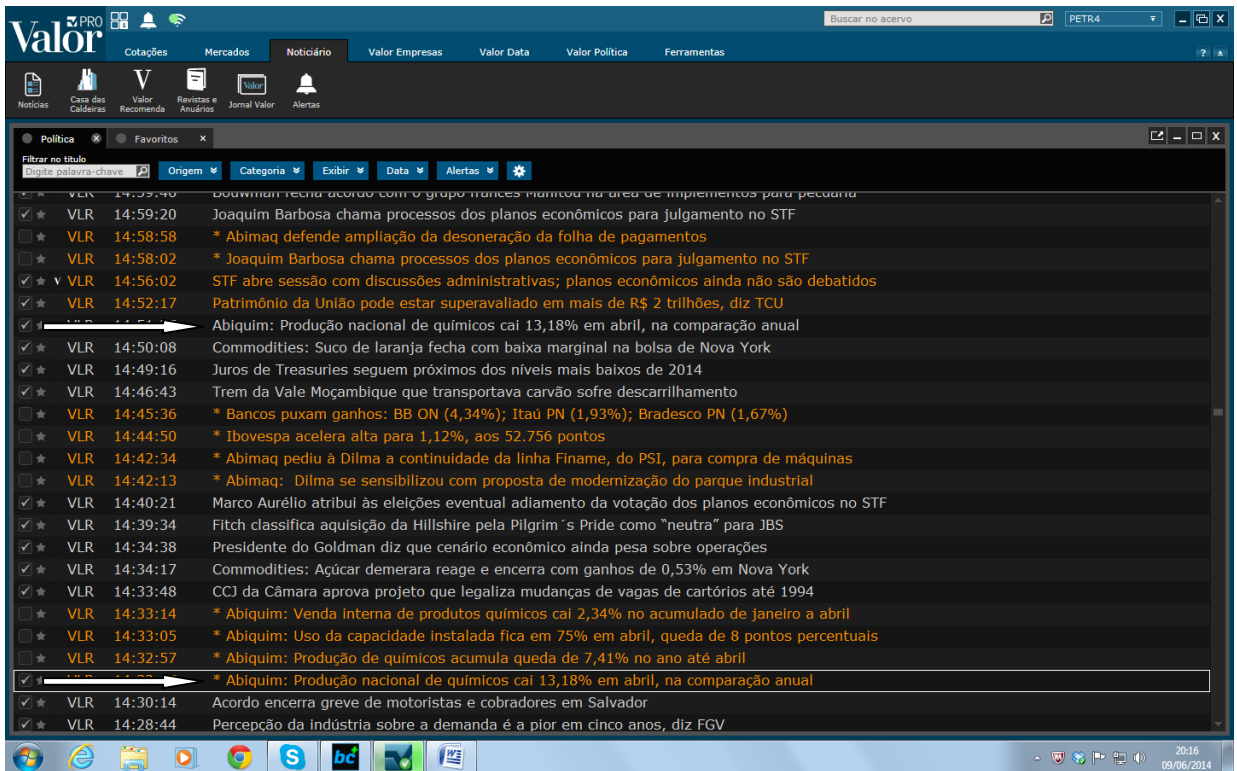 Valor PRO
Buscar no acervo
PETR4
Cotações Mercados Noticiário Valor Empresas Valor Data Valor Política Ferramentas
?
Notícias
Casa das Caldeiras
V Valor Recomenda
Revistas e Anuários
Valor Jornal Valor
Alertas
Política x Favoritos x
Filtrar no título
Digite palavra-chave Origem Categoria Exibir Data Alertas
Bouwman fecha acordo com o grupo francês Manitou na área de implementos para pecuária
VLR 14:59:20 Joaquim Barbosa chama processos dos planos econômicos para julgamento no STF
VLR 14:58:58 * Abimaq defende ampliação da desoneração da folha de pagamentos
VLR 14:58:02 * Joaquim Barbosa chama processos dos planos econômicos para julgamento no STF
V VLR 14:56:02 STF abre sessão com discussões administrativas; planos econômicos ainda não são debatidos
VLR 14:52:17 Patrimônio da União pode estar superavaliado em mais de R$ 2 trilhões, diz TCU
Abiquim: Produção nacional de químicos cai 13,18% em abril, na comparação anual
VLR 14:50:08 Commodities: Suco de laranja fecha com baixa marginal na bolsa de Nova York
VLR 14:49:16 Juros de Treasuries seguem próximos dos níveis mais baixos de 2014
VLR 14:46:43 Trem da Vale Moçambique que transportava carvão sofre descarrilhamento
VLR 14:45:36 * Bancos puxam ganhos: BB ON (4,34%); Itaú PN (1,93%); Bradesco PN (1,67%)
VLR 14:44:50 * Ibovespa acelera alta para 1,12%, aos 52.756 pontos
VLR 14:42:34 * Abimaq pediu à Dilma a continuidade da linha Finame, do PSI, para compra de máquinas
VLR 14:42:13 * Abimaq: Dilma se sensibilizou com proposta de modernização do parque industrial
VLR 14:40:21 Marco Aurélio atribui às eleições eventual adiamento da votação dos planos econômicos no STF
VLR 14:39:34 Fitch classifica aquisição da Hillshire pela Pilgrim´s Pride como “neutra” para JBS
VLR 14:34:38 Presidente do Goldman diz que cenário econômico ainda pesa sobre operações
VLR 14:34:17 Commodities: Açúcar demerara reage e encerra com ganhos de 0,53% em Nova York
VLR 14:33:48 CCJ da Câmara aprova projeto que legaliza mudanças de vagas de cartórios até 1994
VLR 14:33:14 * Abiquim: Venda interna de produtos químicos cai 2,34% no acumulado de janeiro a abril
VLR 14:33:05 * Abiquim: Uso da capacidade instalada fica em 75% em abril, queda de 8 pontos percentuais
VLR 14:32:57 * Abiquim: Produção de químicos acumula queda de 7,41% no ano até abril
* Abiquim: Produção nacional de químicos cai 13,18% em abril, na comparação anual
VLR 14:30:14 Acordo encerra greve de motoristas e cobradores em Salvador
VLR 14:28:44 Percepção da indústria sobre a demanda é a pior em cinco anos, diz FGV
bc
20:16
09/06/2014